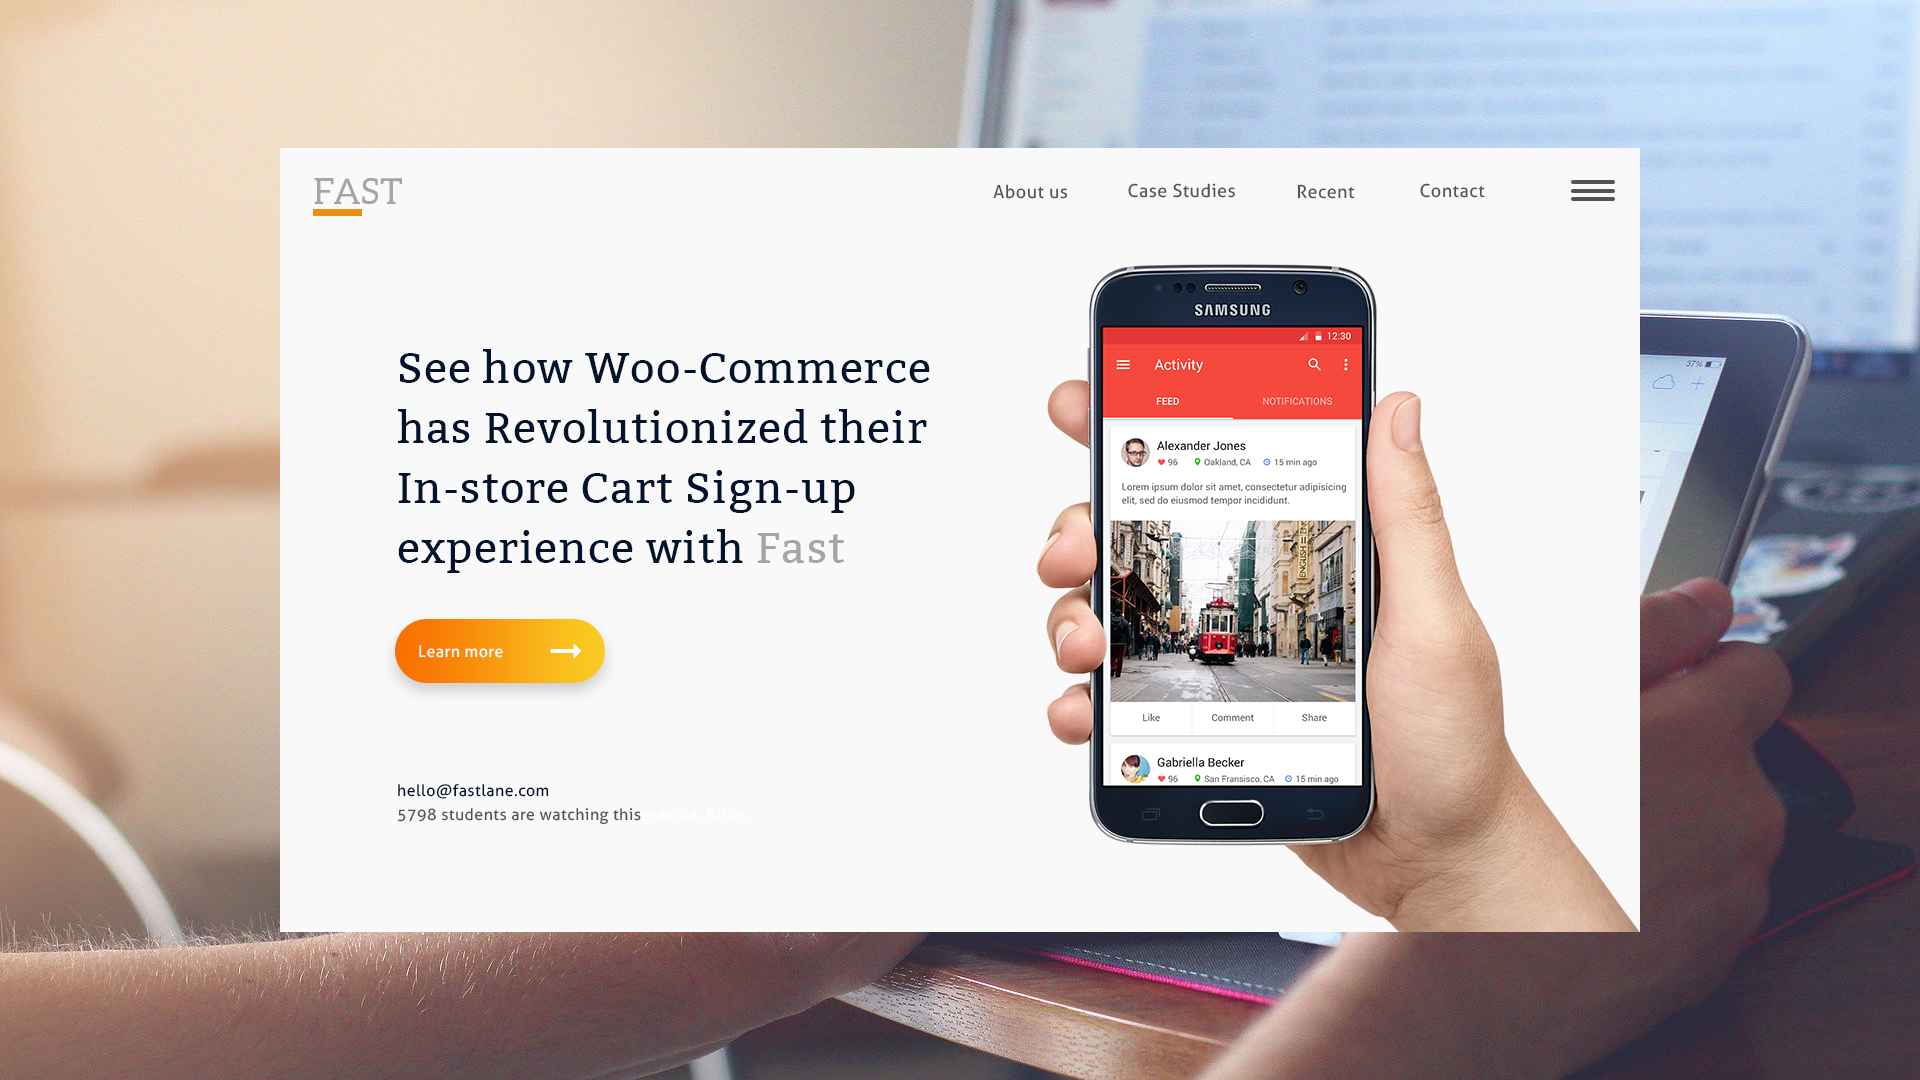 FAST
About us
Case Studies
Recent
Contact
See how Woo-Commerce
has Revolutionized their
In-store Cart Sign-up
experience with Fast
Learn more
hello@fastlane.com
5798 students are watching this gravida. Risus
SAMSUNG
12:30
Activity
FEED
NOTIFICATIONS
Alexander Jones
96
Oakland, CA
15 min ago
Lorem ipsum dolor sit amet, consectetur adipisicing
elit, sed do eiusmod tempor incididunt.
Like
Comment
Share
Gabriella Becker
96
San Fransisco, CA
15 min ago
37%